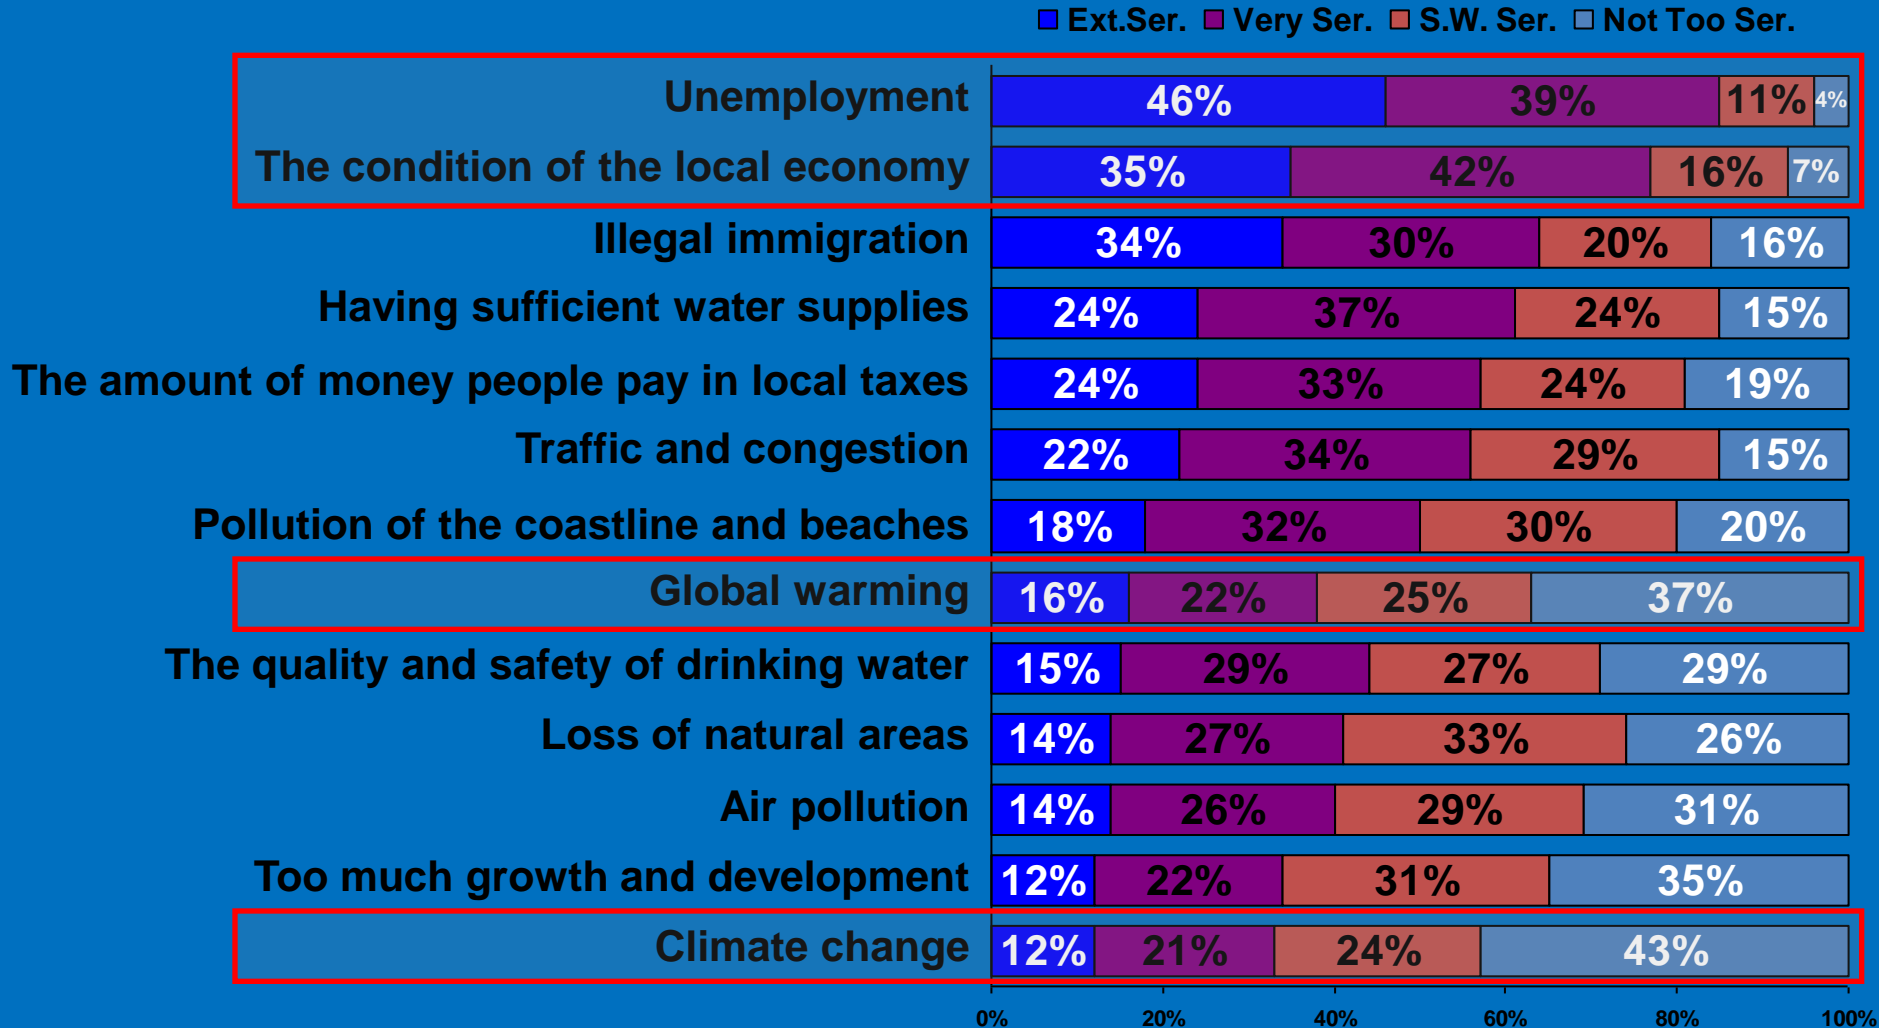 Ext.Ser. Very Ser. S.W. Ser. Not Too Ser.
Unemployment 46% 39% 11% 4%
The condition of the local economy 35% 42% 16% 7%
Illegal immigration 34% 30% 20% 16%
Having sufficient water supplies 24% 37% 24% 15%
The amount of money people pay in local taxes 24% 33% 24% 19%
Traffic and congestion 22% 34% 29% 15%
Pollution of the coastline and beaches 18% 32% 30% 20%
Global warming 16% 22% 25% 37%
The quality and safety of drinking water 15% 29% 27% 29%
Loss of natural areas 14% 27% 33% 26%
Air pollution 14% 26% 29% 31%
Too much growth and development 12% 22% 31% 35%
Climate change 12% 21% 24% 43%
0% 20% 40% 60% 80% 100%